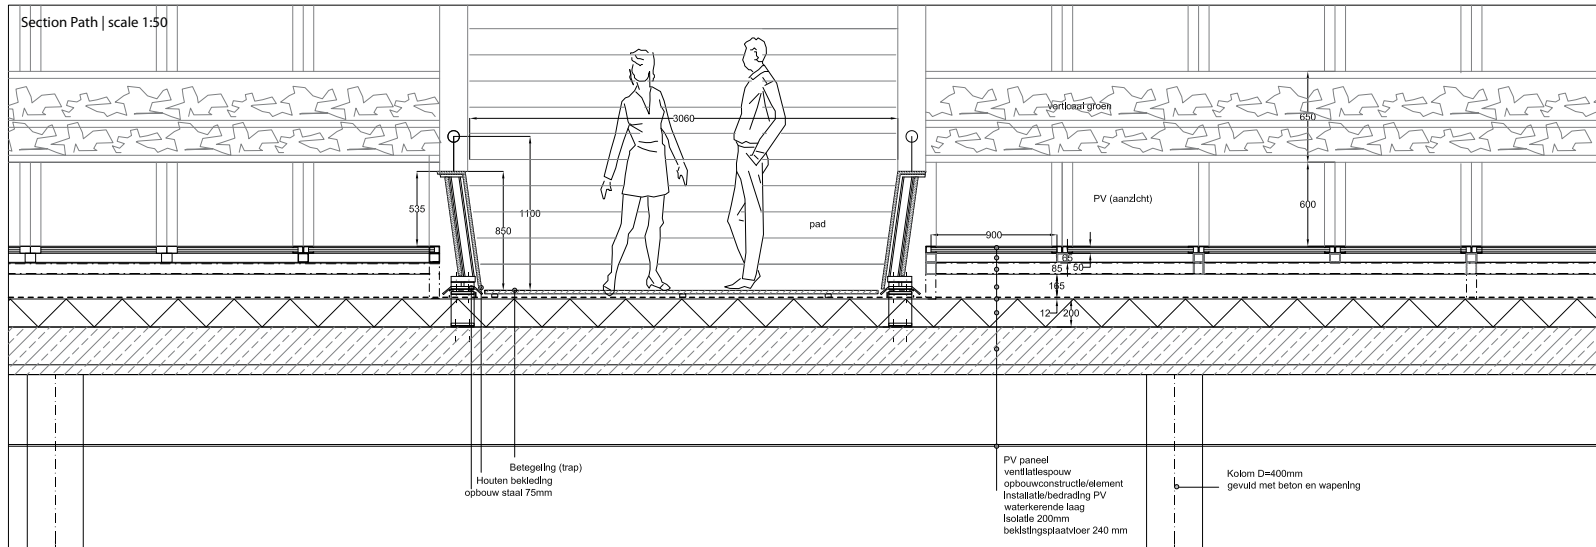 Section Path | scale 1:50
verticaal groen
3060
650
PV (aanzicht)
535
850
1100
600
pad
900
65
85
50
165
12
200
Betegeling (trap)
Houten bekleding
opbouw staal 75mm
PV paneel
ventilatiespouw
opbouwconstructie/element
Installatie/bedrading PV
waterkerende laag
Isolatie 200mm
bekistingsplaatvloer 240 mm
Kolom D=400mm
gevuld met beton en wapening